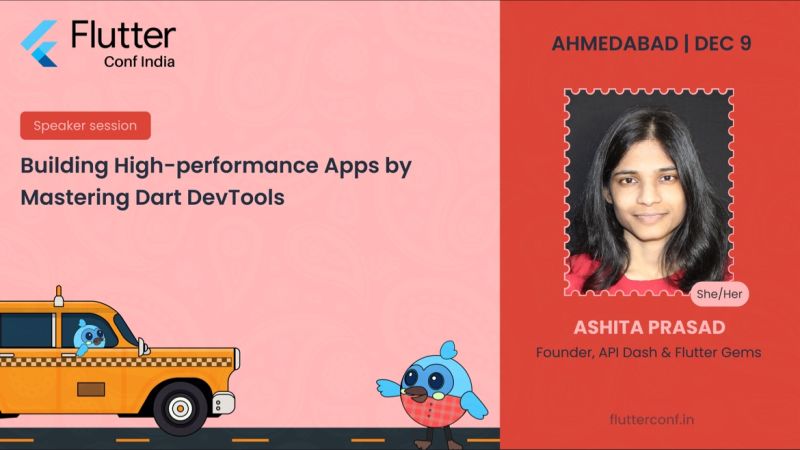 Flutter
Conf India
Speaker session
Building High-performance Apps by
Mastering Dart DevTools
AHMEDABAD | DEC 9
She/Her
ASHITA PRASAD
Founder, API Dash & Flutter Gems
flutterconf.in